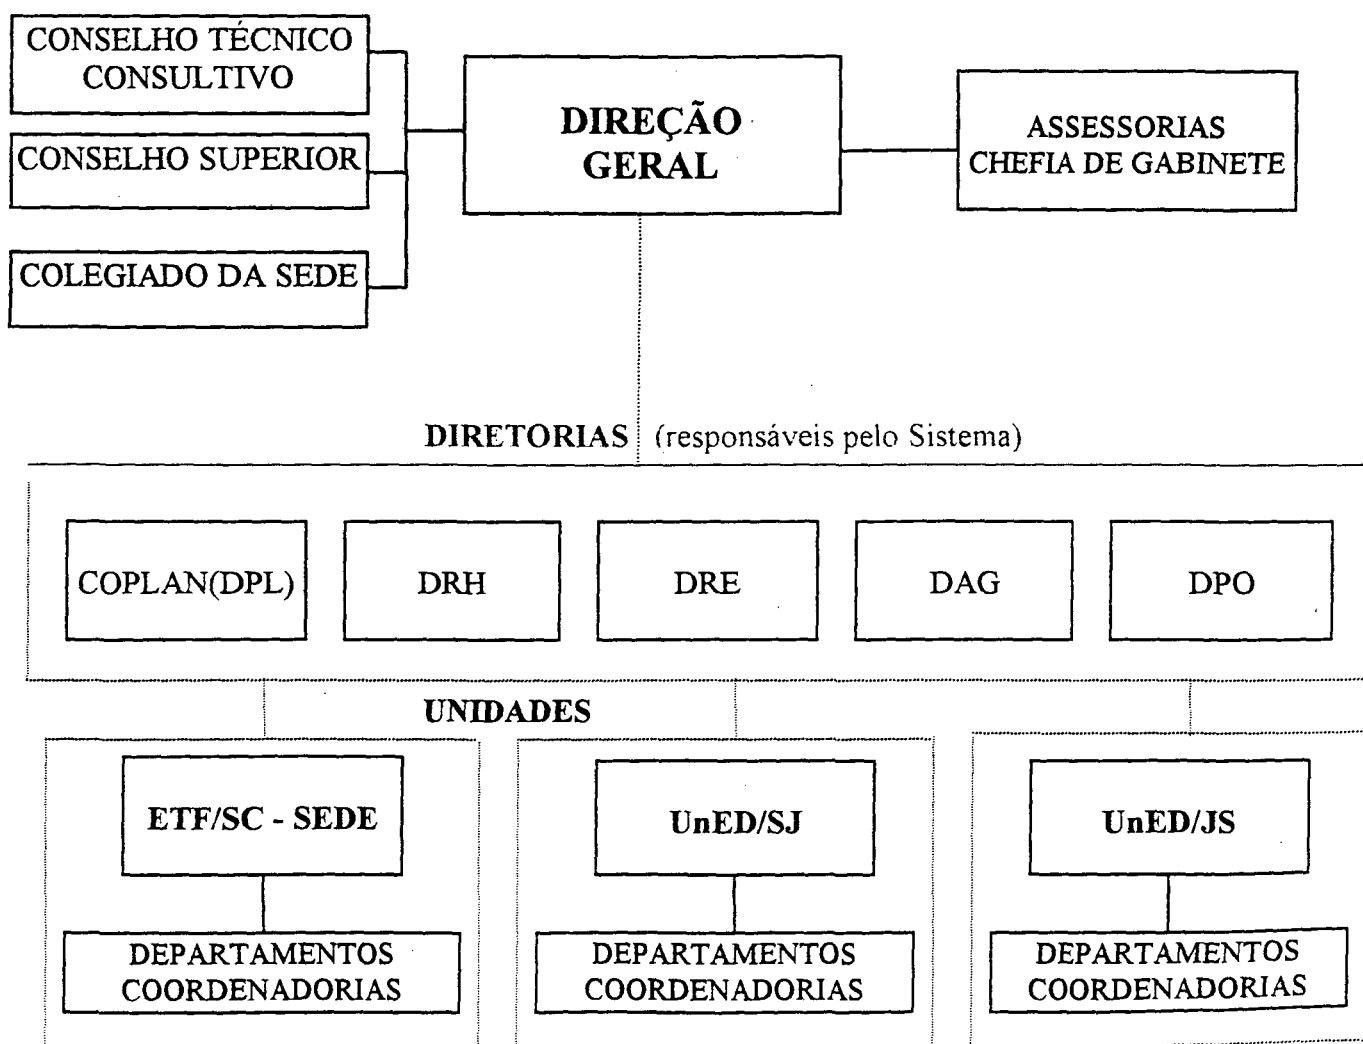 CONSELHO TÉCNICO
CONSULTIVO
CONSELHO SUPERIOR
COLEGIADO DA SEDE
DIREÇÃO
GERAL
ASSESSORIAS
CHEFIA DE GABINETE
DIRETORIAS (responsáveis pelo Sistema)
COPLAN(DPL)
DRH
DRE
DAG
DPO
UNIDADES
ETF/SC - SEDE
UnED/SJ
UnED/JS
DEPARTAMENTOS
COORDENADORIAS
DEPARTAMENTOS
COORDENADORIAS
DEPARTAMENTOS
COORDENADORIAS